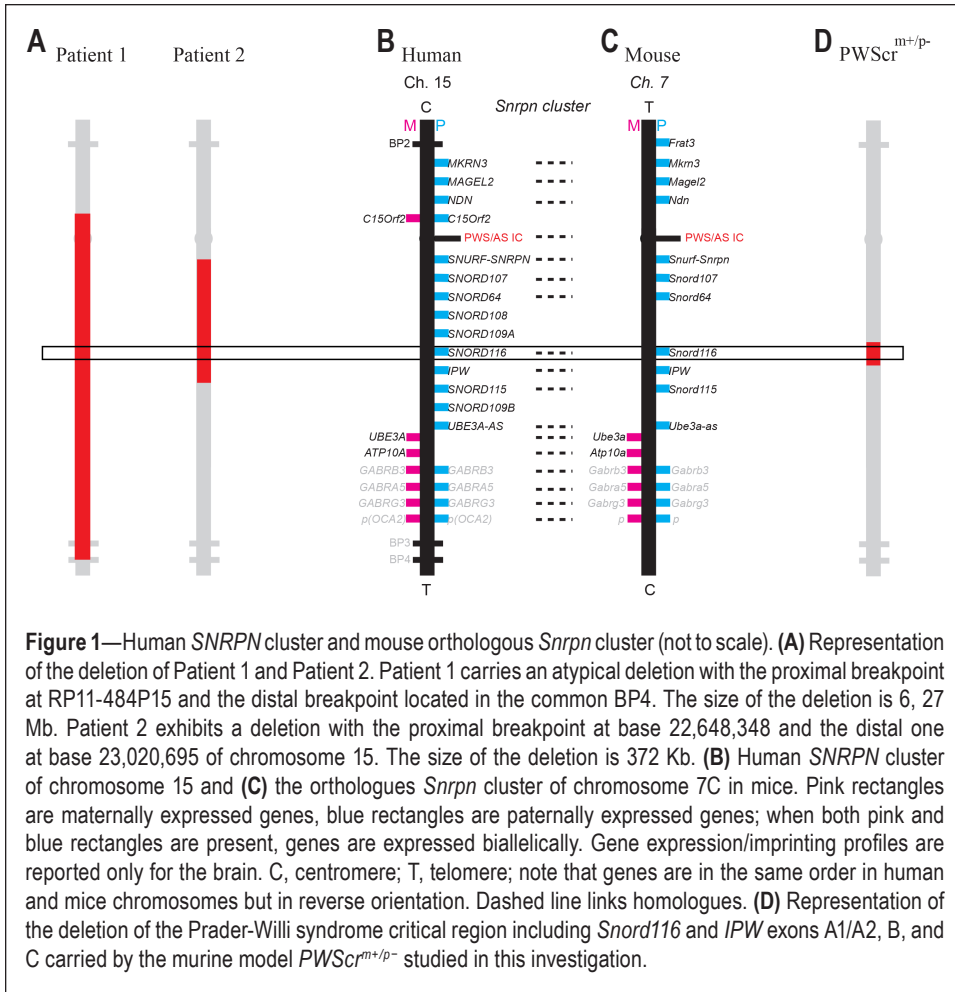 A Patient 1 Patient 2
B Human
Ch. 15
C
M P
BP2
MKRN3
MAGEL2
NDN
C15Orf2 C15Orf2
PWS/AS IC
SNURF-SNRPN
SNORD107
SNORD64
SNORD108
SNORD109A
SNORD116
IPW
SNORD115
SNORD109B
UBE3A-AS
UBE3A
ATP10A
GABRB3 GABRB3
GABRA5 GABRA5
GABRG3 GABRG3
p(OCA2) p(OCA2)
BP3
BP4
T
Snrpn cluster
C Mouse
Ch. 7
T
M P
Frat3
Mkrn3
Magel2
Ndn
PWS/AS IC
Snurf-Snrpn
Snord107
Snord64
Snord116
IPW
Snord115
Ube3a-as
Ube3a
Atp10a
Gabrb3 Gabrb3
Gabra5 Gabra5
Gabrg3 Gabrg3
p p
C
D PWScr m+/p-
Figure 1—Human SNRPN cluster and mouse orthologous Snrpn cluster (not to scale). (A) Representation
of the deletion of Patient 1 and Patient 2. Patient 1 carries an atypical deletion with the proximal breakpoint
at RP11-484P15 and the distal breakpoint located in the common BP4. The size of the deletion is 6, 27
Mb. Patient 2 exhibits a deletion with the proximal breakpoint at base 22,648,348 and the distal one
at base 23,020,695 of chromosome 15. The size of the deletion is 372 Kb. (B) Human SNRPN cluster
of chromosome 15 and (C) the orthologues Snrpn cluster of chromosome 7C in mice. Pink rectangles
are maternally expressed genes, blue rectangles are paternally expressed genes; when both pink and
blue rectangles are present, genes are expressed biallelically. Gene expression/imprinting profiles are
reported only for the brain. C, centromere; T, telomere; note that genes are in the same order in human
and mice chromosomes but in reverse orientation. Dashed line links homologues. (D) Representation of
the deletion of the Prader-Willi syndrome critical region including Snord116 and IPW exons A1/A2, B, and
C carried by the murine model PWScrm+/p− studied in this investigation.